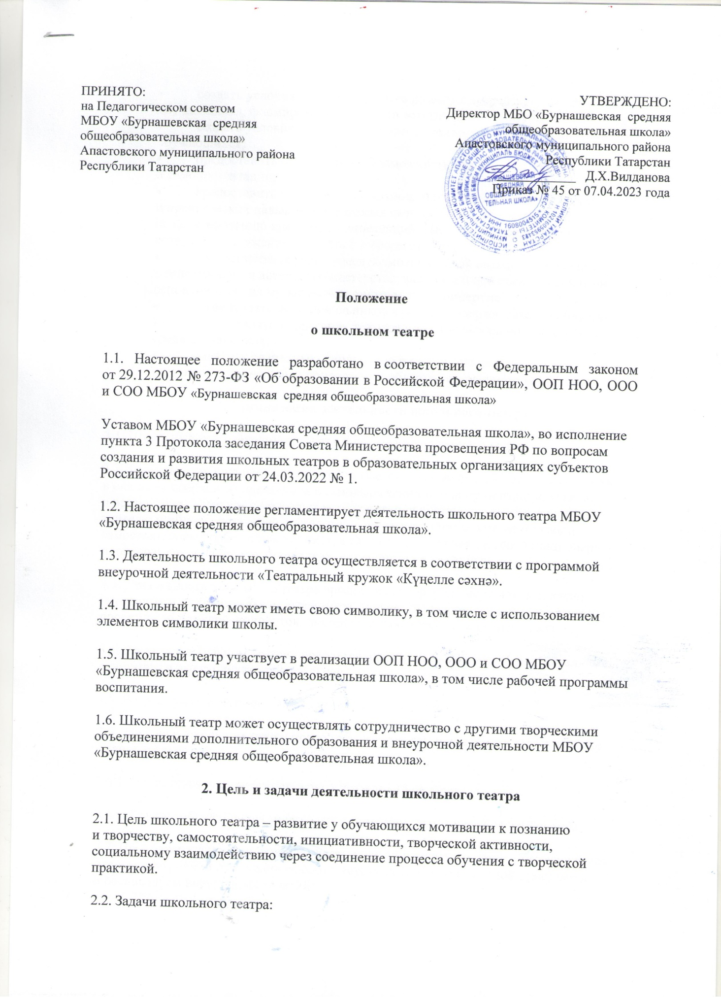 ПРИНЯТО:
на Педагогическом советом
МБОУ «Бурнашевская средняя
общеобразовательная школа»
Апастовского муниципального района
Республики Татарстан
УТВЕРЖДЕНО:
Директор МБО «Бурнашевская средняя
общеобразовательная школа»
Апастовского муниципального района
Республики Татарстан
Д.Х.Вилданова
Приказ № 45 от 07.04.2023 года
«БУРНАШЕВСКАЯ
СРЕДНЯЯ
ТЕЛЬНАЯ ШКОЛА»
ИНН 1608004515
Положение
о школьном театре
1.1. Настоящее положение разработано в соответствии с Федеральным законом
от 29.12.2012 № 273-ФЗ «Об образовании в Российской Федерации», ООП НОО, ООО
и СОО МБОУ «Бурнашевская средняя общеобразовательная школа»
Уставом МБОУ «Бурнашевская средняя общеобразовательная школа», во исполнение
пункта 3 Протокола заседания Совета Министерства просвещения РФ по вопросам
создания и развития школьных театров в образовательных организациях субъектов
Российской Федерации от 24.03.2022 № 1.
1.2. Настоящее положение регламентирует деятельность школьного театра МБОУ
«Бурнашевская средняя общеобразовательная школа».
1.3. Деятельность школьного театра осуществляется в соответствии с программой
внеурочной деятельности «Театральный кружок «Күңелле сәхнә».
1.4. Школьный театр может иметь свою символику, в том числе с использованием
элементов символики школы.
1.5. Школьный театр участвует в реализации ООП НОО, ООО и СОО МБОУ
«Бурнашевская средняя общеобразовательная школа», в том числе рабочей программы
воспитания.
1.6. Школьный театр может осуществлять сотрудничество с другими творческими
объединениями дополнительного образования и внеурочной деятельности МБОУ
«Бурнашевская средняя общеобразовательная школа».
2. Цель и задачи деятельности школьного театра
2.1. Цель школьного театра – развитие у обучающихся мотивации к познанию
и творчеству, самостоятельности, инициативности, творческой активности,
социальному взаимодействию через соединение процесса обучения с творческой
практикой.
2.2. Задачи школьного театра: